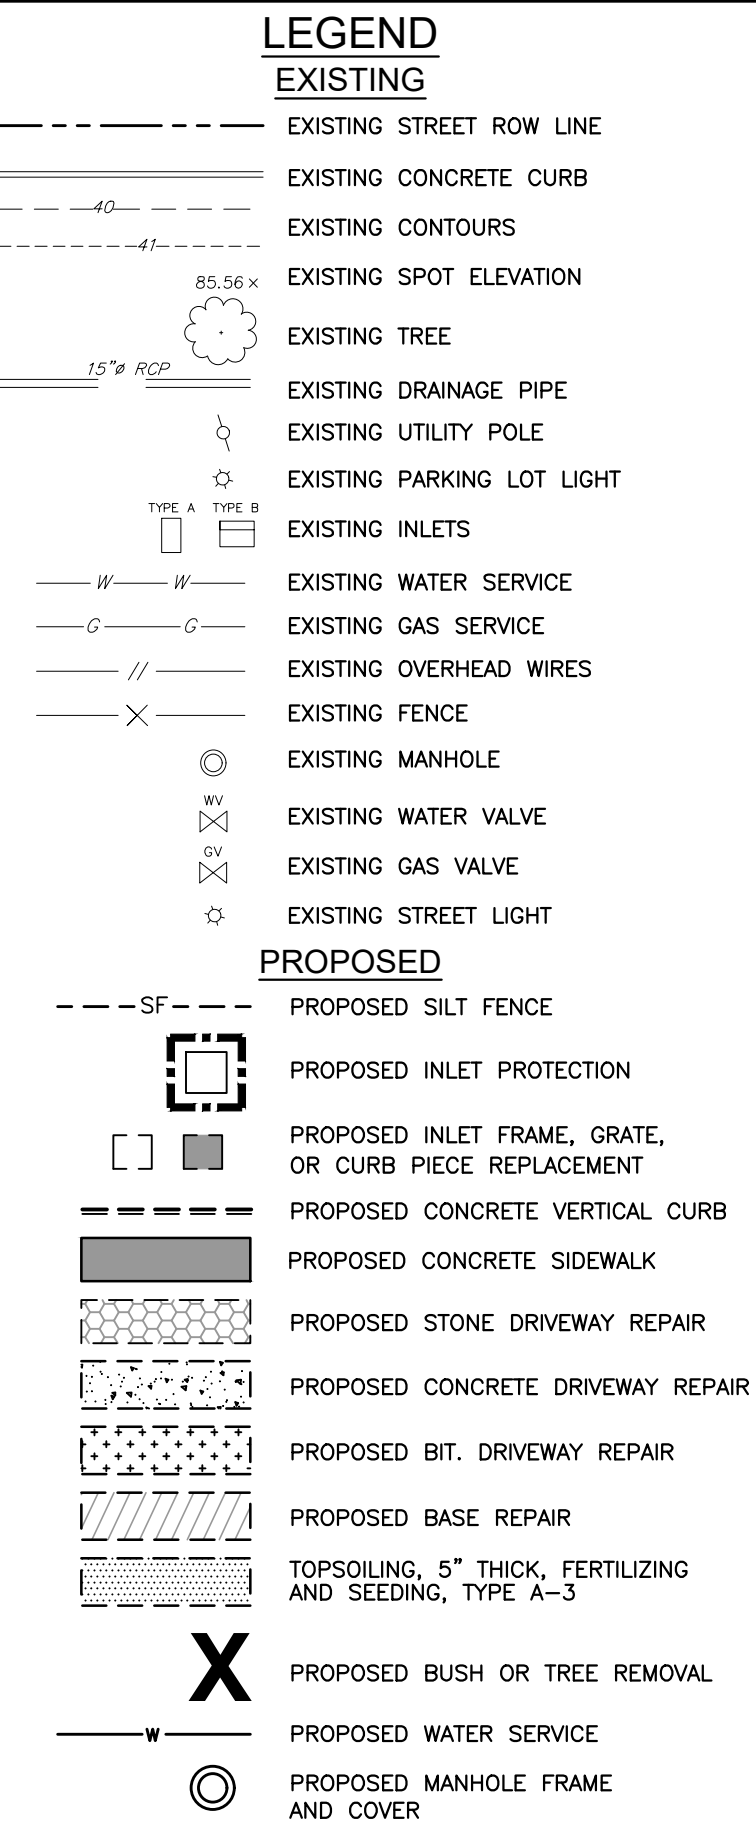 LEGEND
EXISTING
EXISTING STREET ROW LINE
EXISTING CONCRETE CURB
40
EXISTING CONTOURS
41
85.56 × EXISTING SPOT ELEVATION
EXISTING TREE
15"ø RCP
EXISTING DRAINAGE PIPE
EXISTING UTILITY POLE
EXISTING PARKING LOT LIGHT
TYPE A TYPE B
EXISTING INLETS
W W EXISTING WATER SERVICE
G G EXISTING GAS SERVICE
// EXISTING OVERHEAD WIRES
X EXISTING FENCE
EXISTING MANHOLE
WV
EXISTING WATER VALVE
GV
EXISTING GAS VALVE
EXISTING STREET LIGHT
PROPOSED
SF PROPOSED SILT FENCE
PROPOSED INLET PROTECTION
PROPOSED INLET FRAME, GRATE,
OR CURB PIECE REPLACEMENT
PROPOSED CONCRETE VERTICAL CURB
PROPOSED CONCRETE SIDEWALK
PROPOSED STONE DRIVEWAY REPAIR
PROPOSED CONCRETE DRIVEWAY REPAIR
PROPOSED BIT. DRIVEWAY REPAIR
PROPOSED BASE REPAIR
TOPSOILING, 5" THICK, FERTILIZING
AND SEEDING, TYPE A-3
X PROPOSED BUSH OR TREE REMOVAL
W PROPOSED WATER SERVICE
PROPOSED MANHOLE FRAME
AND COVER